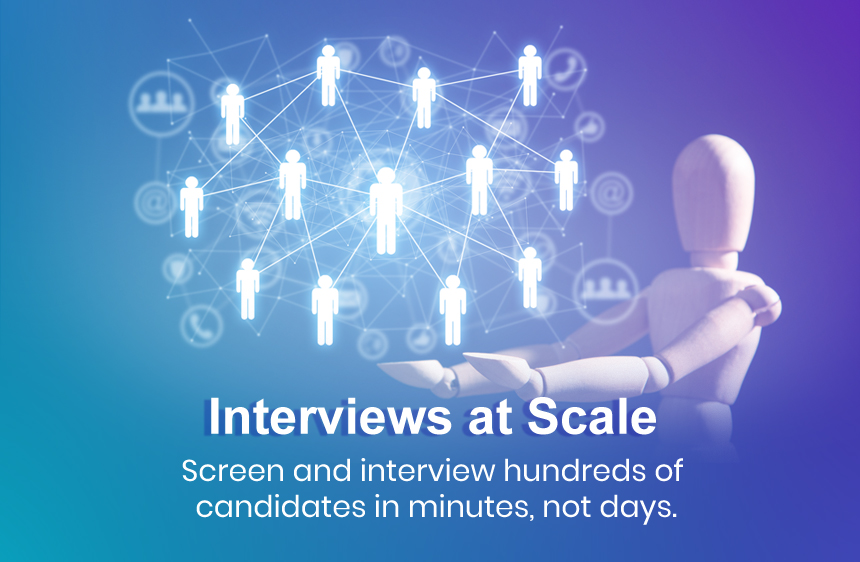 Interviews at Scale
Screen and interview hundreds of
candidates in minutes, not days.